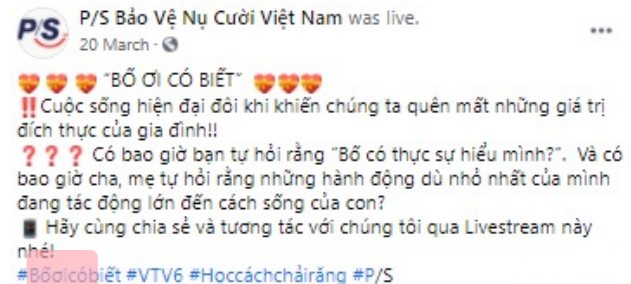 P/S
P/S Bảo Vệ Nụ Cười Việt Nam was live.
20 March ·
💝 💝 💝 "BỐ ƠI CÓ BIẾT" 💝💝💝
‼️Cuộc sống hiện đại đôi khi khiến chúng ta quên mất những giá trị
đích thực của gia đình!!
❓❓❓ Có bao giờ bạn tự hỏi rằng "Bố có thực sự hiểu mình?". Và có
bao giờ cha, mẹ tự hỏi rằng những hành động dù nhỏ nhất của mình
đang tác động lớn đến cách sống của con?
📱 Hãy cùng chia sẻ và tương tác với chúng tôi qua Livestream này
nhé!
#Bốơicóbiết #VTV6 #Hoccáchchảirăng #P/S